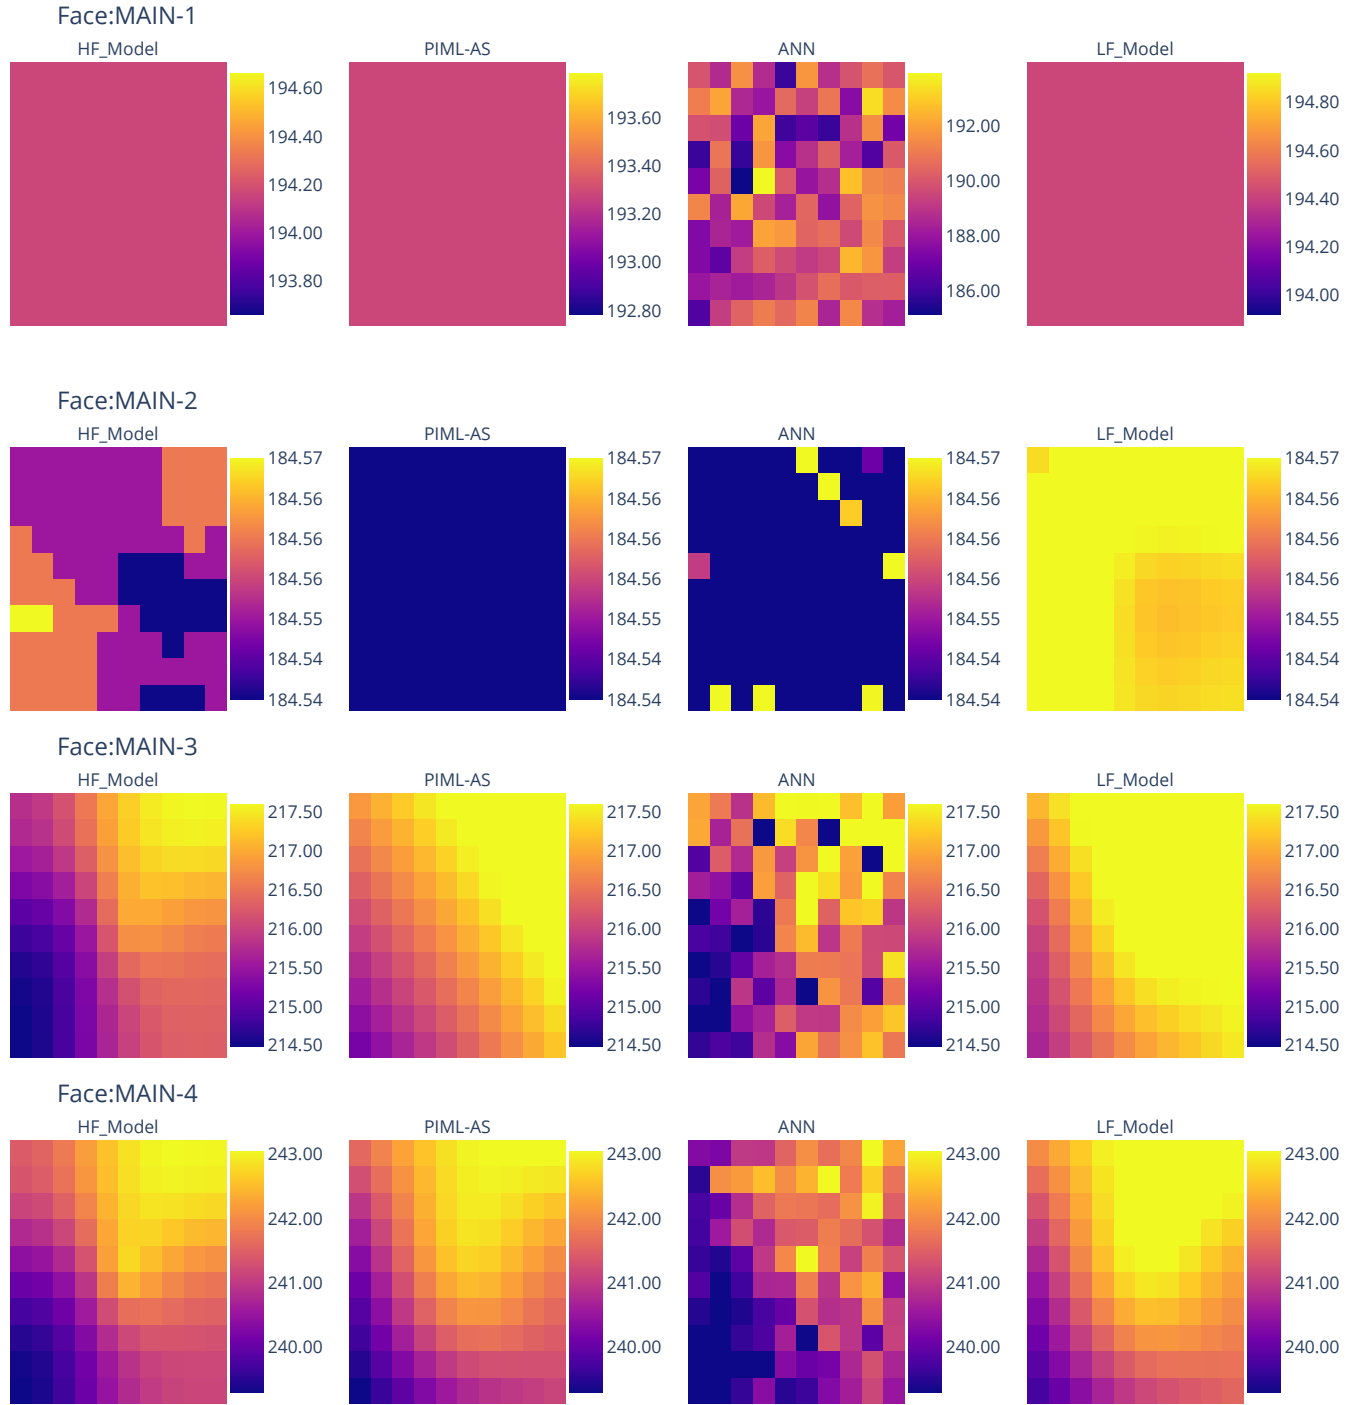 Face:MAIN-1
HF_Model PIML-AS ANN LF_Model
194.60 194.40 194.20 194.00 193.80
193.60 193.40 193.20 193.00 192.80
192.00 190.00 188.00 186.00
194.80 194.60 194.40 194.20 194.00
Face:MAIN-2
HF_Model PIML-AS ANN LF_Model
184.57 184.57 184.57 184.57
184.56 184.56 184.56 184.56
184.56 184.56 184.56 184.56
184.56 184.56 184.56 184.56
184.55 184.55 184.55 184.55
184.54 184.54 184.54 184.54
184.54 184.54 184.54 184.54
Face:MAIN-3
HF_Model PIML-AS ANN LF_Model
217.50 217.50 217.50 217.50
217.00 217.00 217.00 217.00
216.50 216.50 216.50 216.50
216.00 216.00 216.00 216.00
215.50 215.50 215.50 215.50
215.00 215.00 215.00 215.00
214.50 214.50 214.50 214.50
Face:MAIN-4
HF_Model PIML-AS ANN LF_Model
243.00 243.00 243.00 243.00
242.00 242.00 242.00 242.00
241.00 241.00 241.00 241.00
240.00 240.00 240.00 240.00